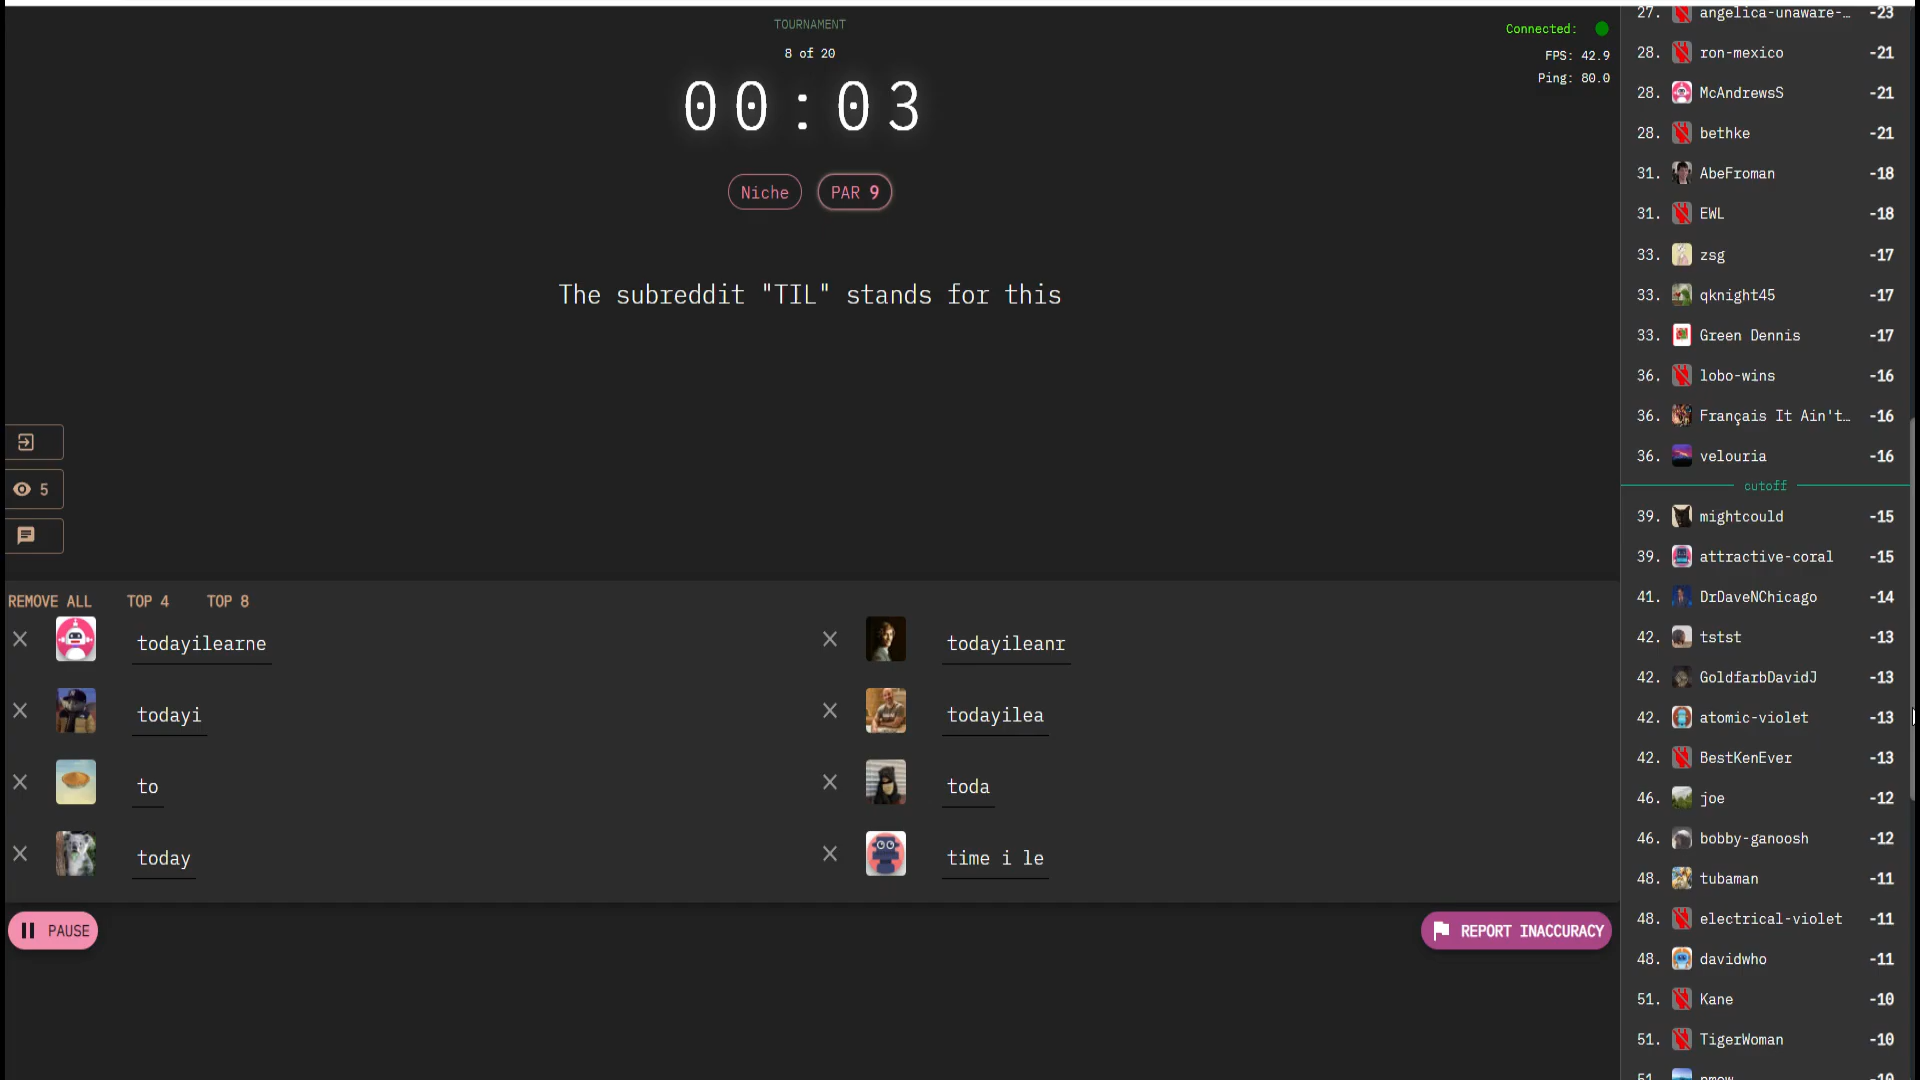 TOURNAMENT
8 of 20
00:03
Niche
PAR 9
Connected:
FPS: 42.9
Ping: 80.0
The subreddit "TIL" stands for this
5
REMOVE ALL TOP 4 TOP 8
todayilearne
todayileanr
todayi
todayilea
to
toda
today
time i le
PAUSE
REPORT INACCURACY
27. angelica-unaware-… -23
28. ron-mexico -21
28. McAndrewsS -21
28. bethke -21
31. AbeFroman -18
31. EWL -18
33. zsg -17
33. qknight45 -17
33. Green Dennis -17
36. lobo-wins -16
36. Français It Ain't… -16
36. velouria -16
cutoff
39. mightcould -15
39. attractive-coral -15
41. DrDaveNChicago -14
42. tstst -13
42. GoldfarbDavidJ -13
42. atomic-violet -13
42. BestKenEver -13
46. joe -12
46. bobby-ganoosh -12
48. tubaman -11
48. electrical-violet -11
48. davidwho -11
51. Kane -10
51. TigerWoman -10
51. -10